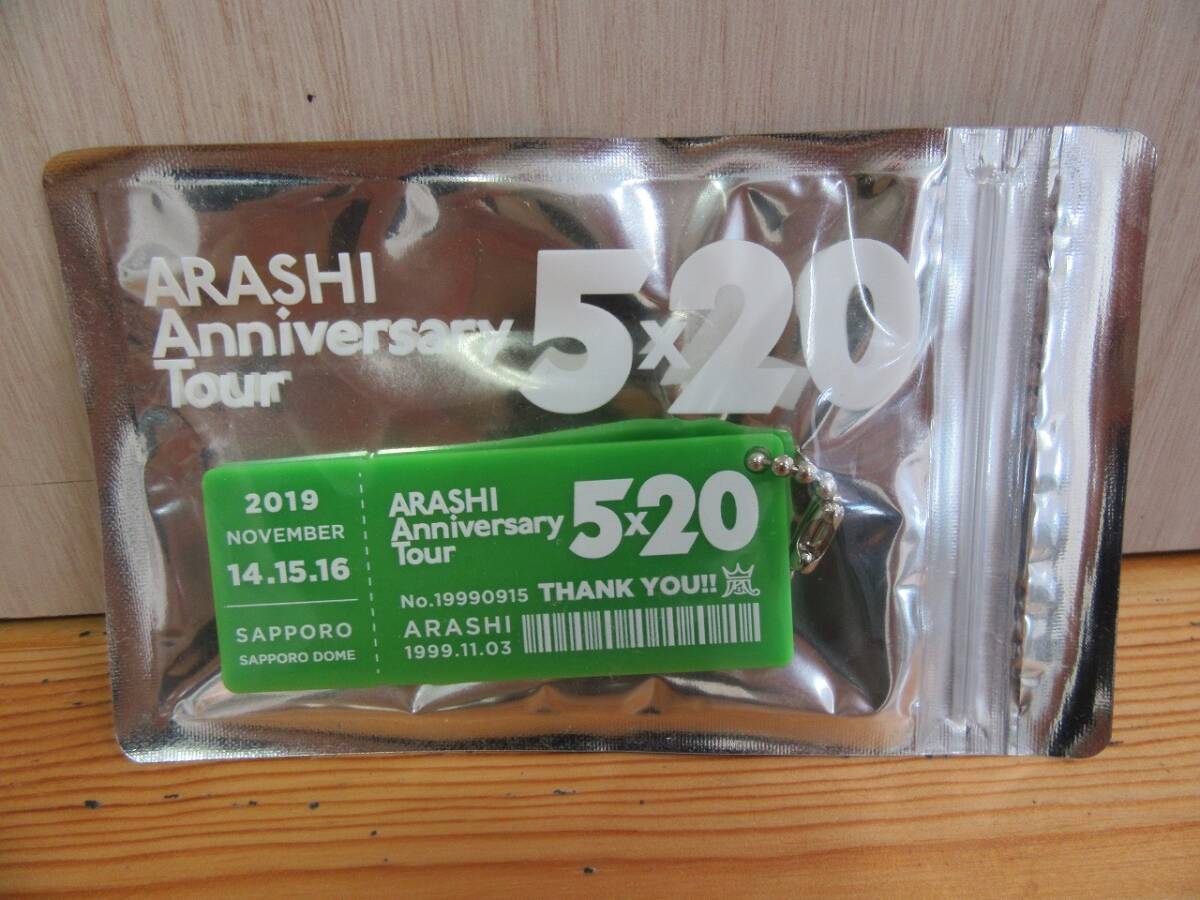 ARASHI
Anniversary
Tour
5x20
2019
NOVEMBER
14.15.16
SAPPORO
SAPPORO DOME
ARASHI
Anniversary
Tour
5x20
No.19990915 THANK YOU!! 嵐
ARASHI
1999.11.03